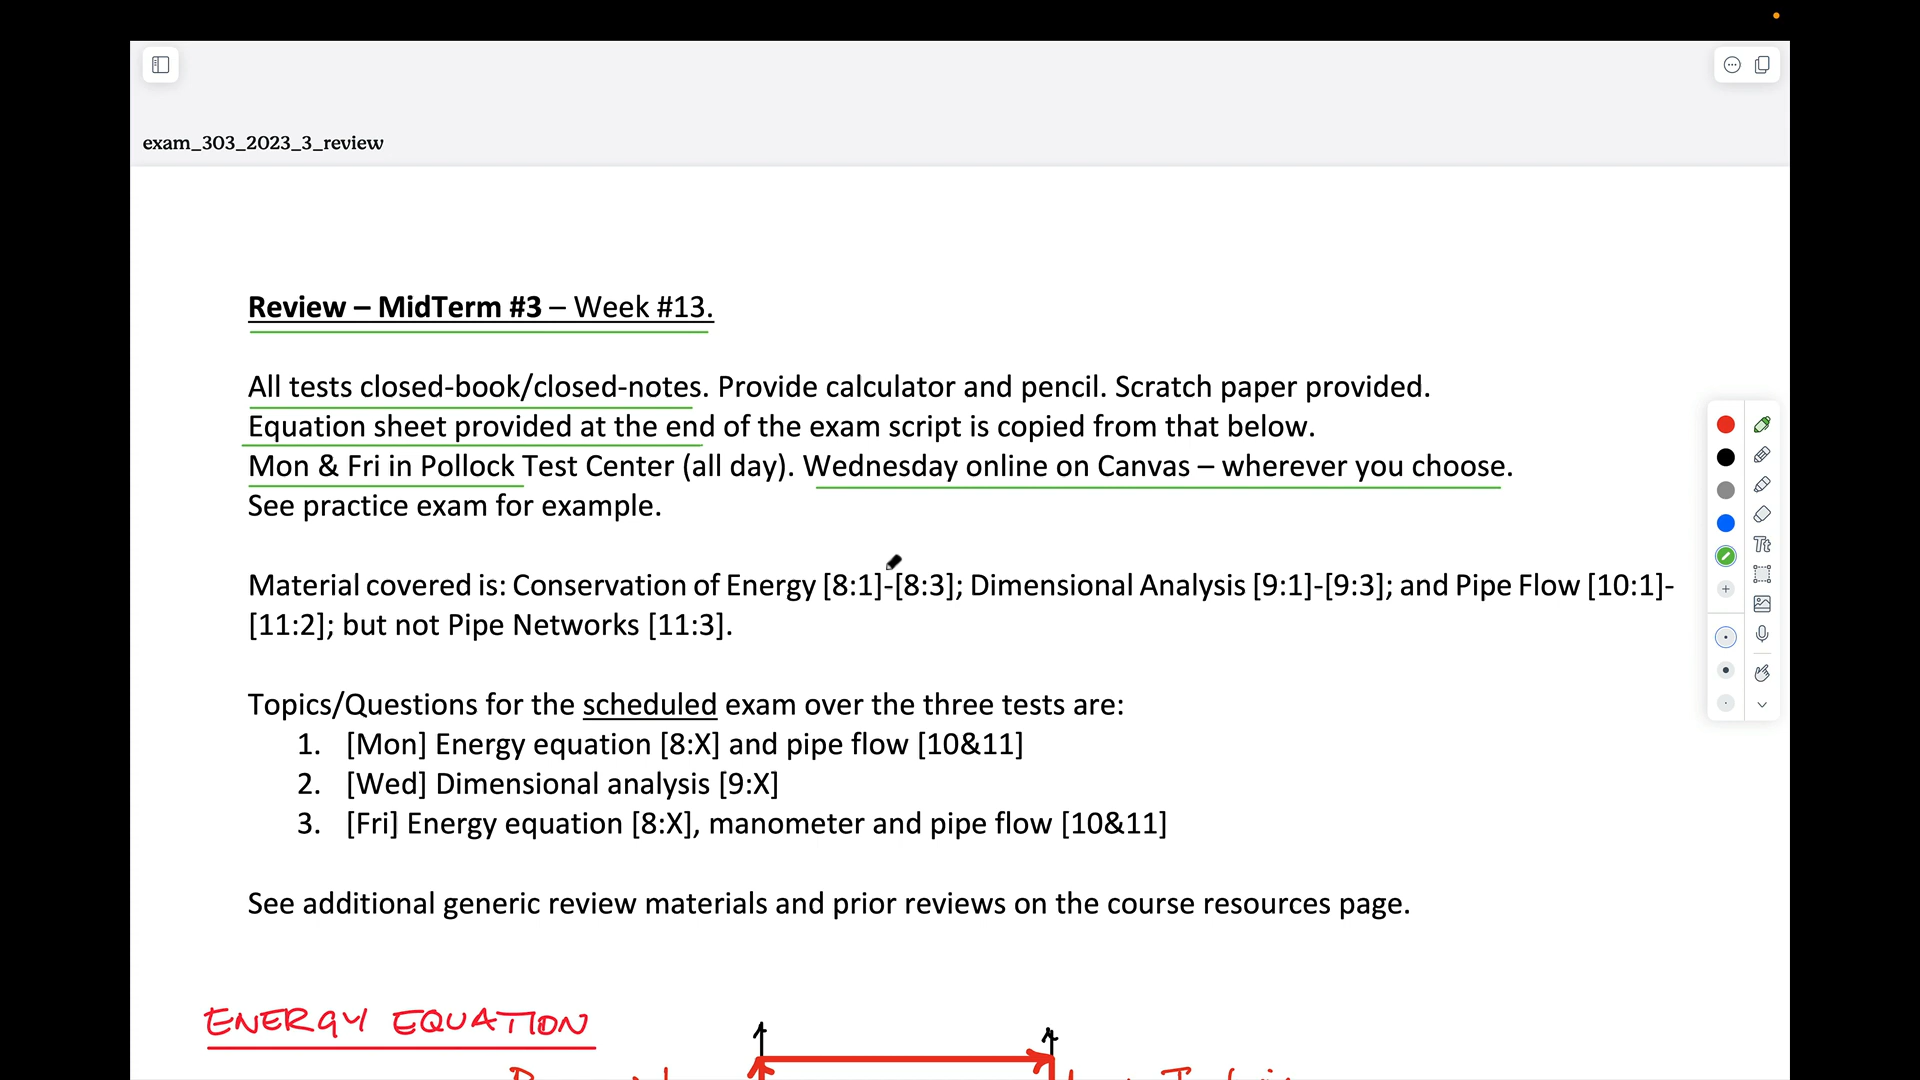 exam_303_2023_3_review
Review – MidTerm #3 – Week #13.
All tests closed-book/closed-notes. Provide calculator and pencil. Scratch paper provided.
Equation sheet provided at the end of the exam script is copied from that below.
Mon & Fri in Pollock Test Center (all day). Wednesday online on Canvas – wherever you choose.
See practice exam for example.
Material covered is: Conservation of Energy [8:1]-[8:3]; Dimensional Analysis [9:1]-[9:3]; and Pipe Flow [10:1]-
[11:2]; but not Pipe Networks [11:3].
Topics/Questions for the scheduled exam over the three tests are:
1. [Mon] Energy equation [8:X] and pipe flow [10&11]
2. [Wed] Dimensional analysis [9:X]
3. [Fri] Energy equation [8:X], manometer and pipe flow [10&11]
See additional generic review materials and prior reviews on the course resources page.
ENERGY EQUATION
Tt